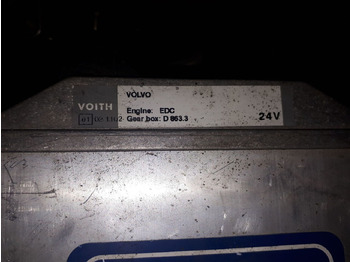 VOLVO
VOITH
Engine: EDC
Gear box: D 863.3
24V